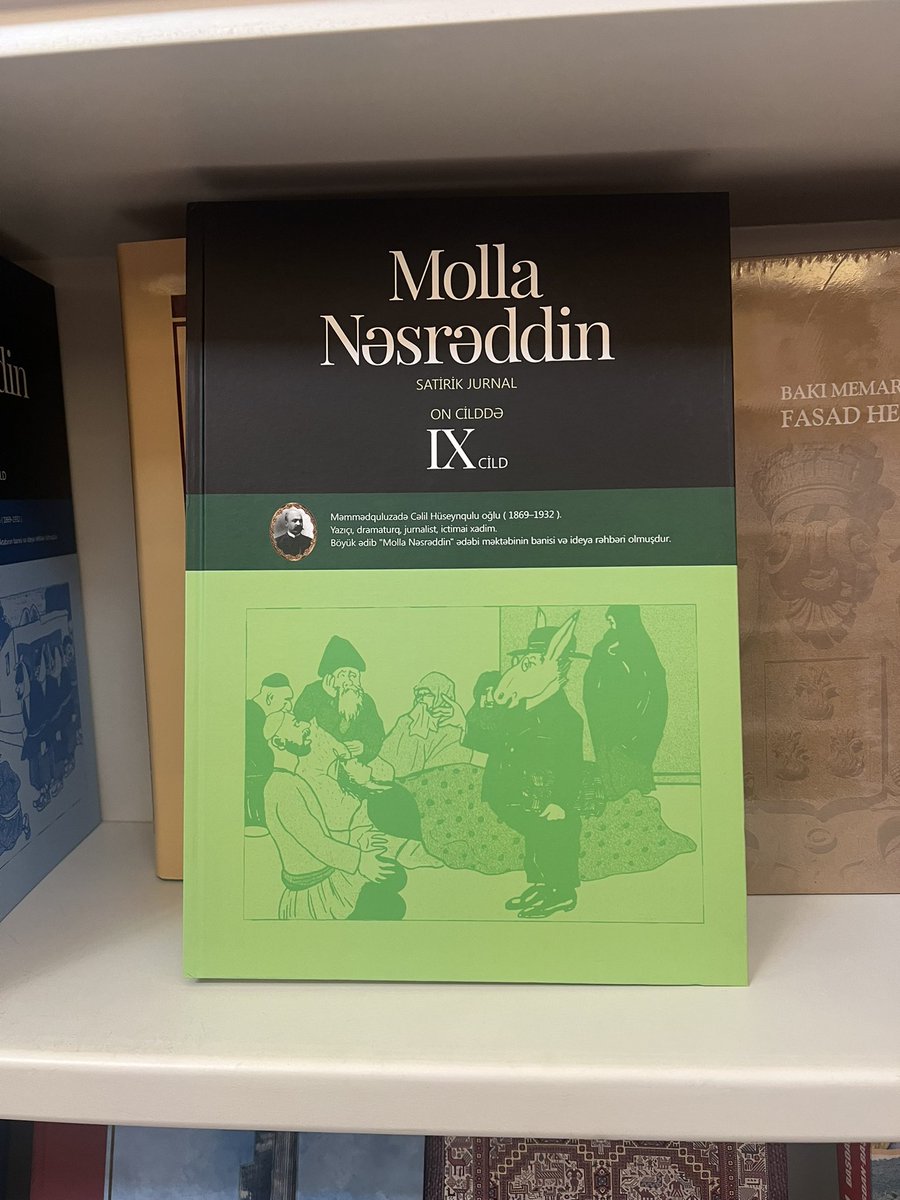 Molla
Nəsrəddin
SATİRİK JURNAL
ON CİLDDƏ
IX CİLD
Məmmədquluzadə Cəlil Hüseynqulu oğlu ( 1869–1932 ).
Yazıçı, dramaturq, jurnalist, ictimai xadim.
Böyük ədib "Molla Nəsrəddin" ədəbi məktəbinin banisi və ideya rəhbəri olmuşdur.
BAKI MEMAR
FASAD HE
din